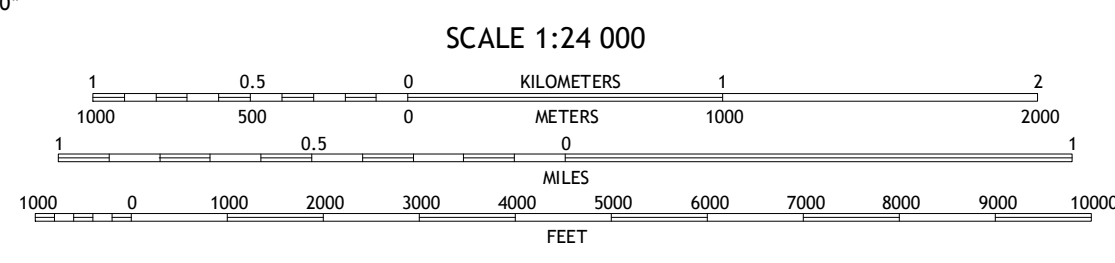 0"
SCALE 1:24 000
1 0.5 0 KILOMETERS 1 2
1000 500 0 METERS 1000 2000
1 0.5 0 1
MILES
1000 0 1000 2000 3000 4000 5000 6000 7000 8000 9000 10000
FEET